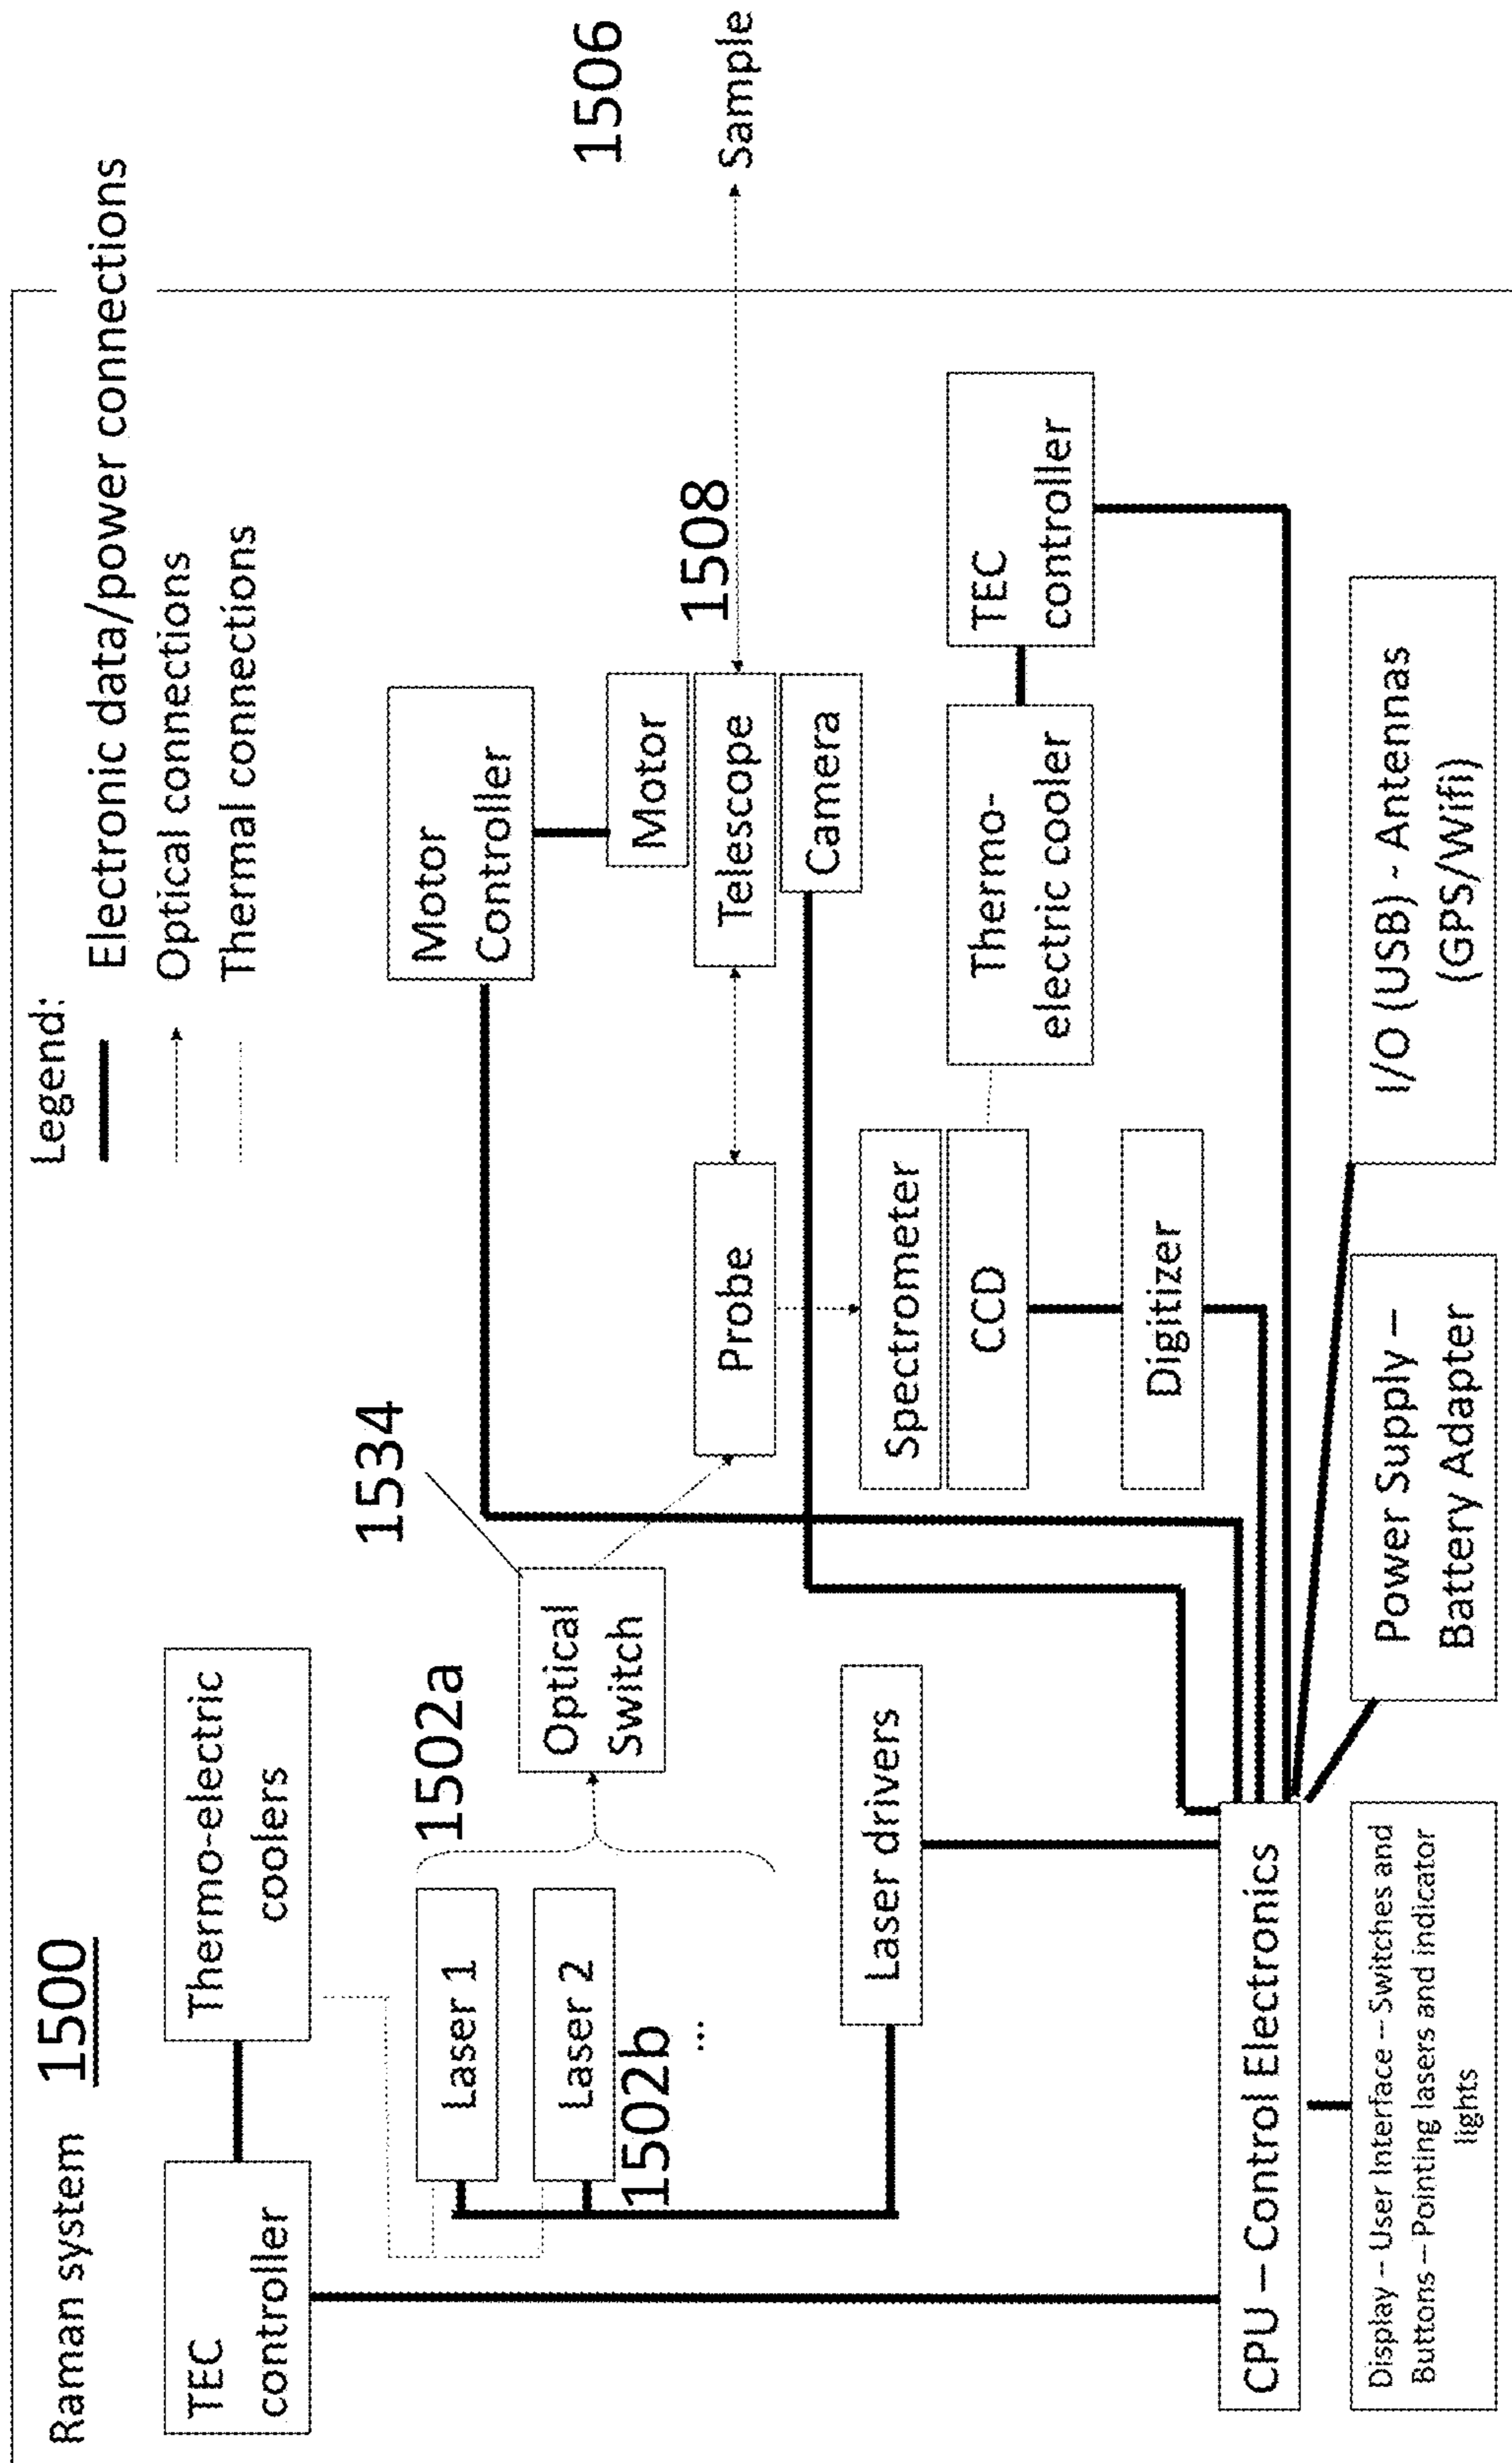 Raman system 1500
Legend:
Electronic data/power connections
Optical connections
Thermal connections
TEC
controller
Thermo-electric
coolers
1502a
1534
Motor
Controller
1506
Laser 1
Laser 2
1502b
...
Optical
Switch
Probe
Motor
Telescope
Camera
1508
Sample
Laser drivers
Spectrometer
CCD
Digitizer
Thermo-
electric cooler
TEC
controller
CPU – Control Electronics
Display – User Interface – Switches and
Buttons – Pointing lasers and indicator
lights
Power Supply –
Battery Adapter
I/O (USB) - Antennas
(GPS/Wifi)